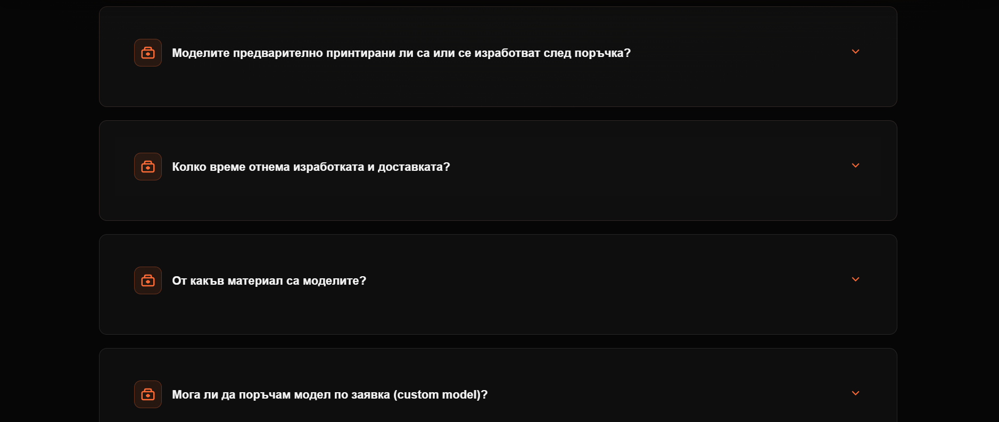 Моделите предварително принтирани ли са или се изработват след поръчка?
Колко време отнема изработката и доставката?
От какъв материал са моделите?
Мога ли да поръчам модел по заявка (custom model)?